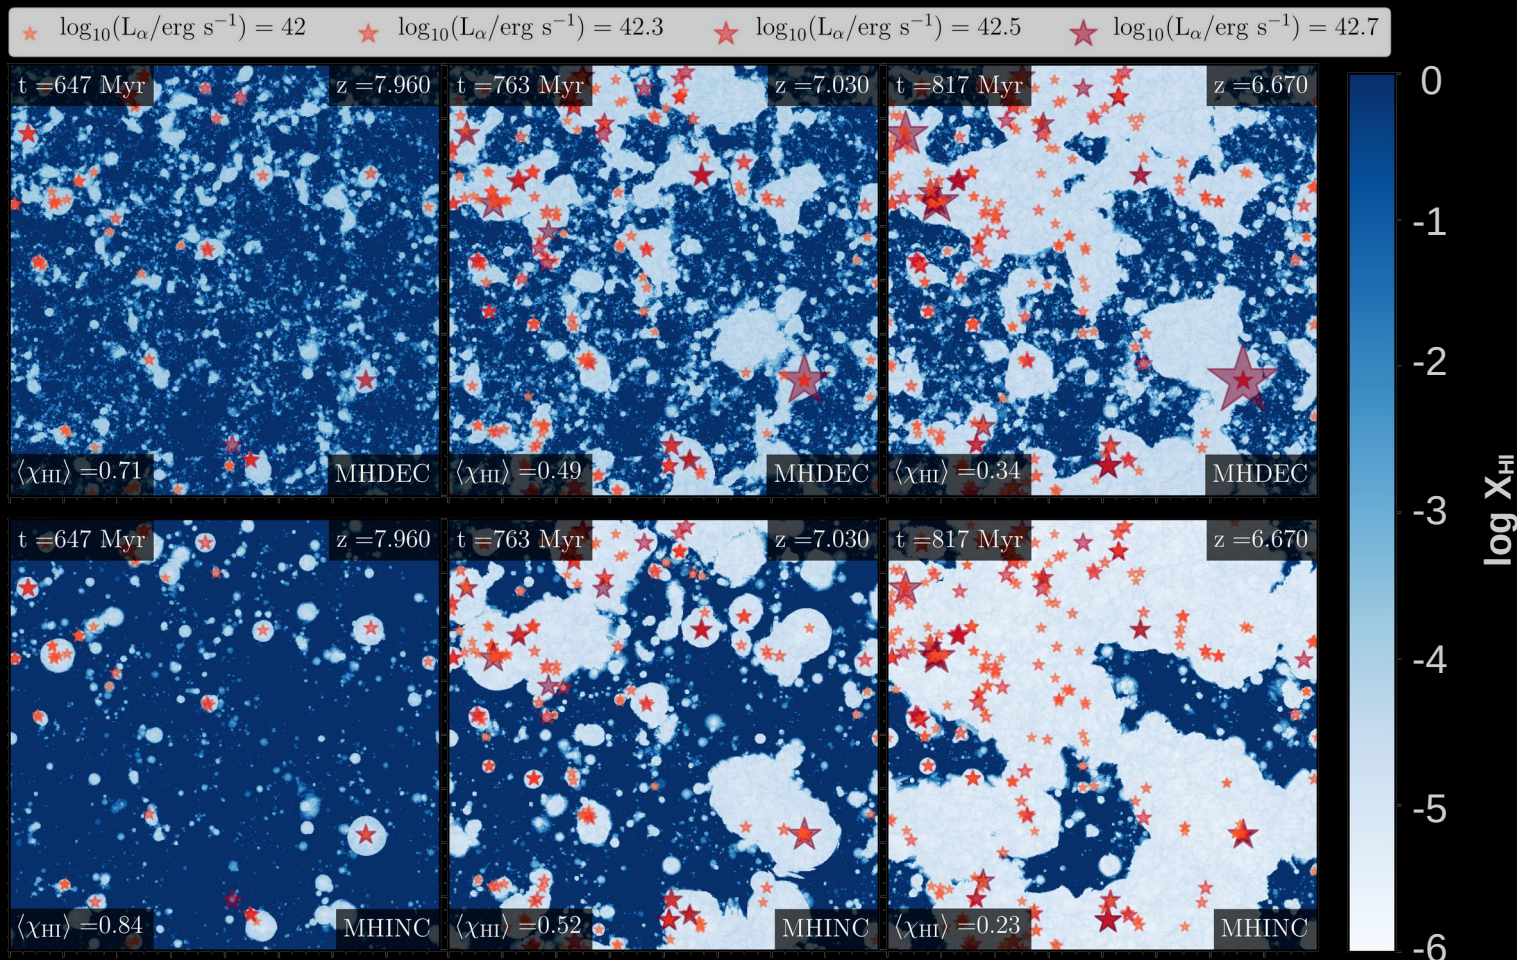 log₁₀(Lα/erg s⁻¹) = 42 log₁₀(Lα/erg s⁻¹) = 42.3 log₁₀(Lα/erg s⁻¹) = 42.5 log₁₀(Lα/erg s⁻¹) = 42.7
t =647 Myr z =7.960 t =763 Myr z =7.030 t =817 Myr z =6.670
⟨χHI⟩ =0.71 MHDEC ⟨χHI⟩ =0.49 MHDEC ⟨χHI⟩ =0.34 MHDEC
t =647 Myr z =7.960 t =763 Myr z =7.030 t =817 Myr z =6.670
⟨χHI⟩ =0.84 MHINC ⟨χHI⟩ =0.52 MHINC ⟨χHI⟩ =0.23 MHINC
0
-1
-2
-3
-4
-5
-6
log XHI